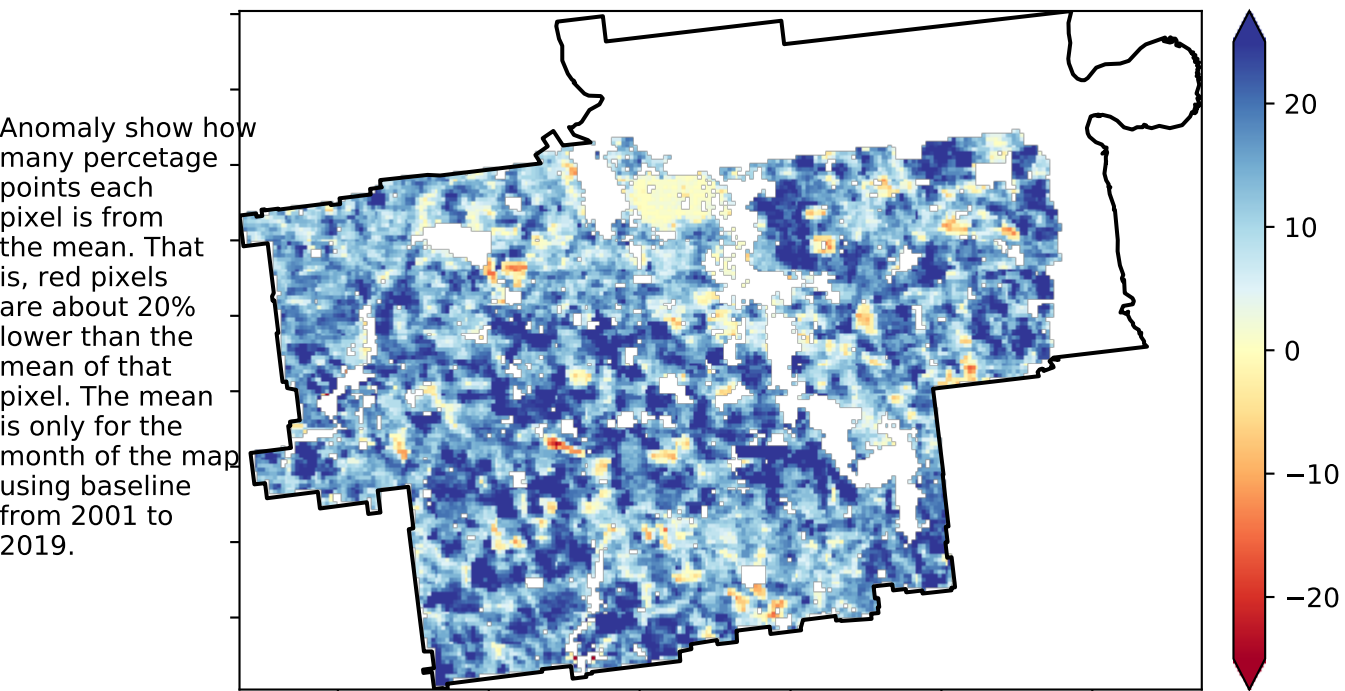 Anomaly show how
many percetage
points each
pixel is from
the mean. That
is, red pixels
are about 20%
lower than the
mean of that
pixel. The mean
is only for the
month of the map
using baseline
from 2001 to
2019.
20
10
0
−10
−20